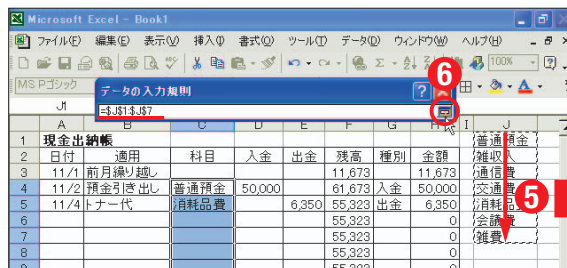 Microsoft Excel - Book1
ファイル(F) 編集(E) 表示(V) 挿入(I) 書式(O) ツール(T) データ(D) ウィンドウ(W) ヘルプ(H)
100%
MS Pゴシック
データの入力規則
6
J1
=$J$1:$J$7
A B C D E F G H I J
1 現金出納帳 普通預金
2 日付 適用 科目 入金 出金 残高 種別 金額 雑収入
3 11/1 前月繰り越し 11,673 11,673 通信費
4 11/2 預金引き出し 普通預金 50,000 61,673 入金 50,000 交通費
5 11/4 トナー代 消耗品費 6,350 55,323 出金 6,350 消耗品
5
6 55,323 0 会議費
7 55,323 0 雑費
8 55,323 0